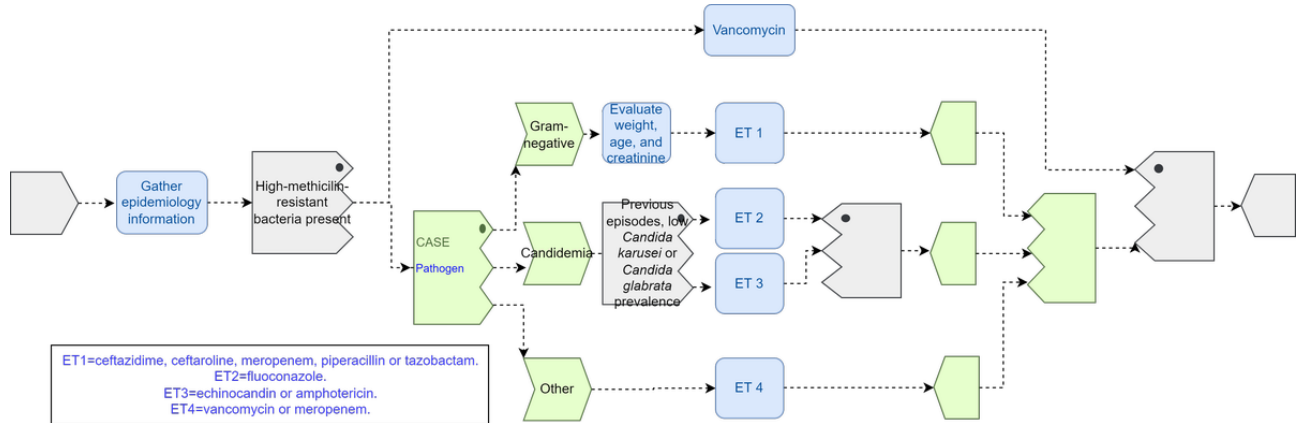 Vancomycin
Gather
epidemiology
information
High-methicilin-
resistant
bacteria present
Gram-
negative
Evaluate
weight,
age, and
creatinine
ET 1
CASE
Pathogen
Candidemia
Previous
episodes, low
Candida
karusei or
Candida
glabrata
prevalence
ET 2
ET 3
Other
ET 4
ET1=ceftazidime, ceftaroline, meropenem, piperacillin or tazobactam.
ET2=fluoconazole.
ET3=echinocandin or amphotericin.
ET4=vancomycin or meropenem.